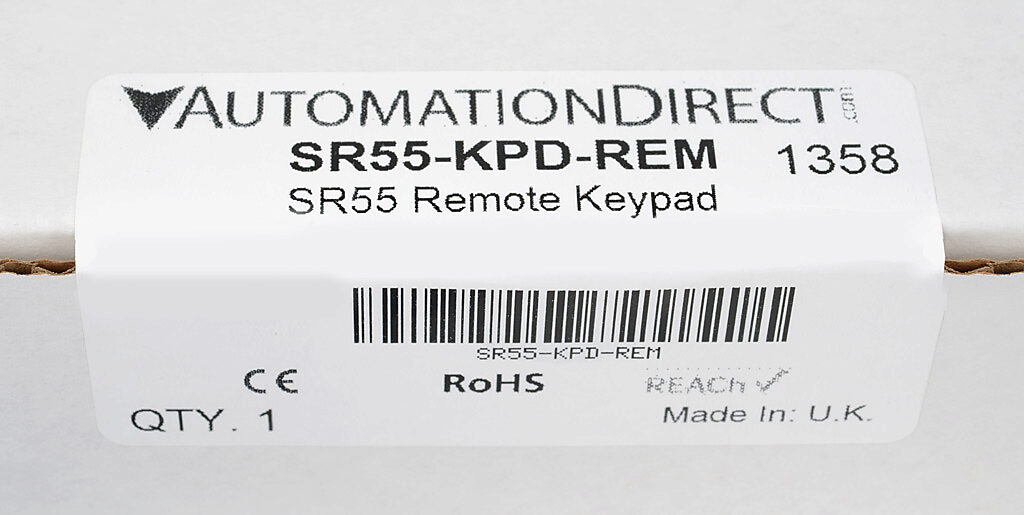 AUTOMATIONDIRECT.com
SR55-KPD-REM 1358
SR55 Remote Keypad
SR55-KPD-REM
CE RoHS REACH ✓
QTY. 1 Made In: U.K.